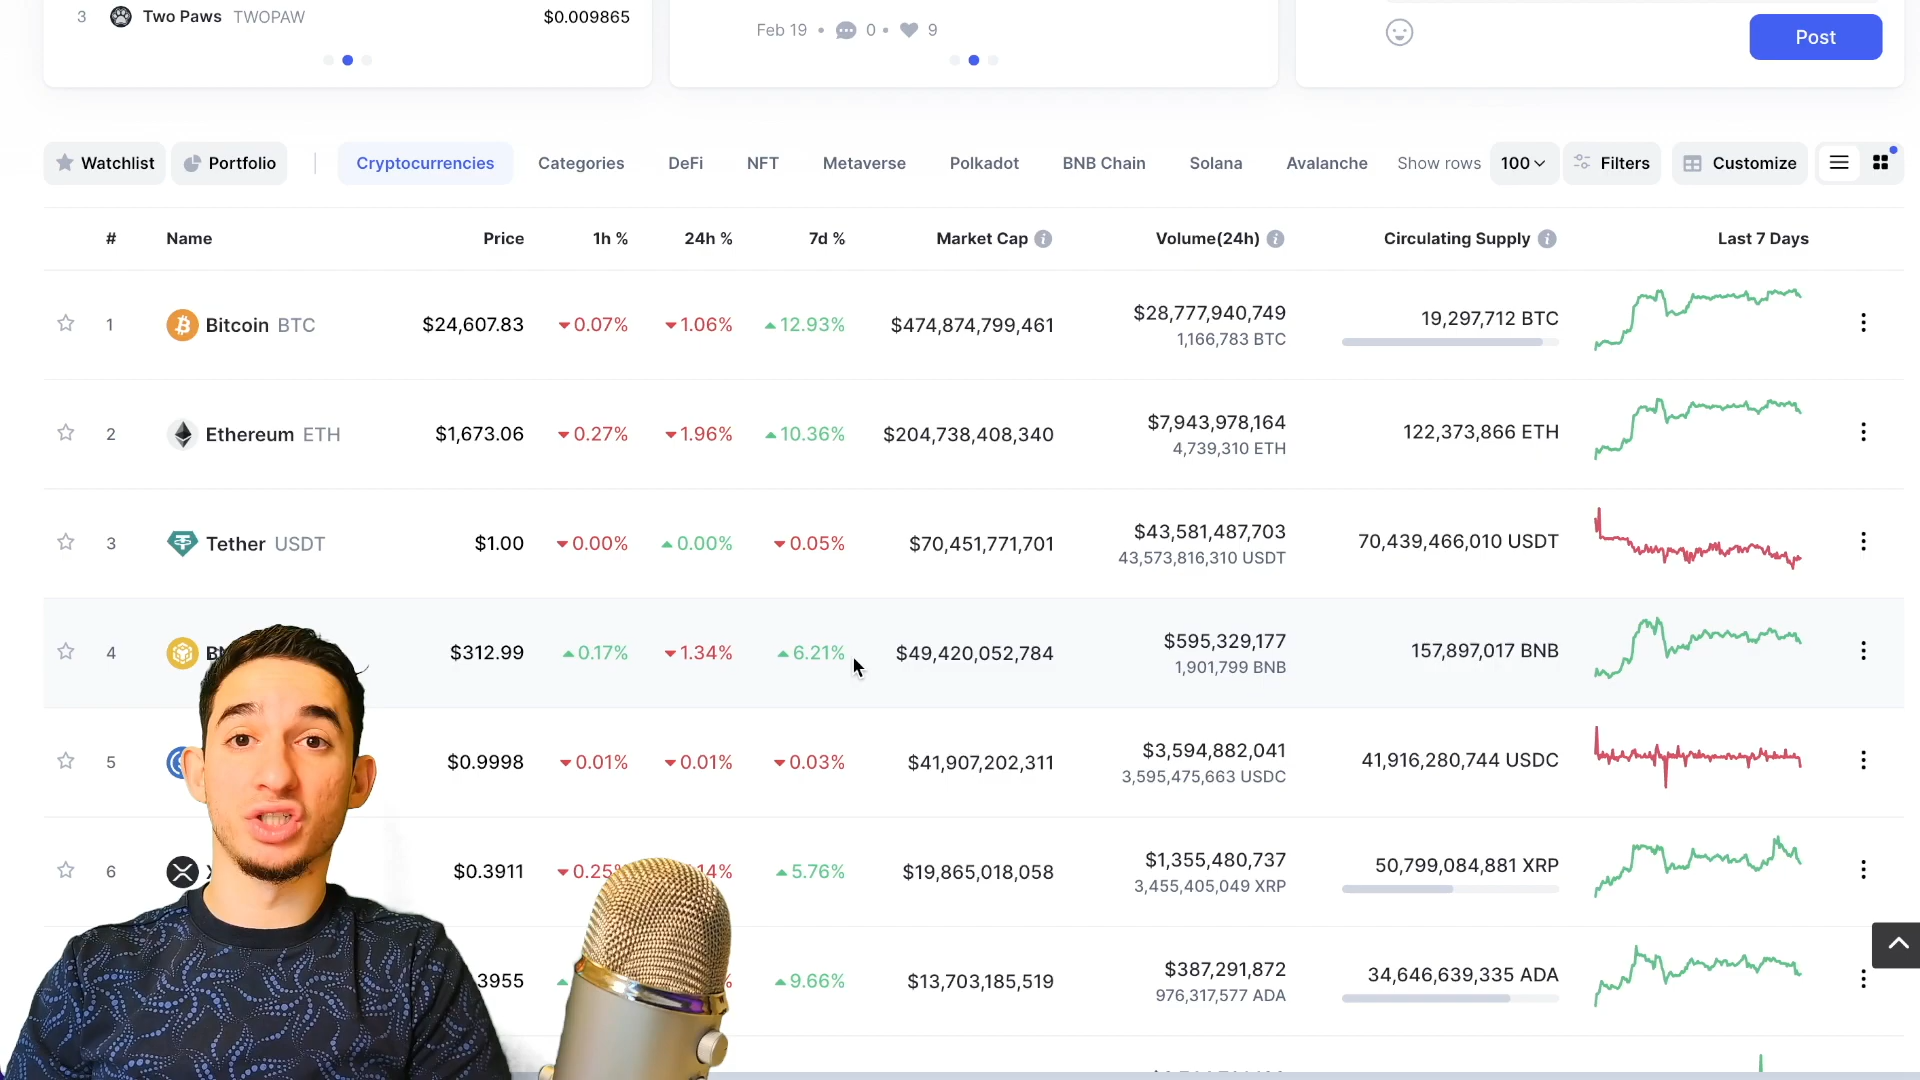 3 Two Paws TWOPAW $0.009865
Feb 19 • 0 • 9
Post
Watchlist Portfolio Cryptocurrencies Categories DeFi NFT Metaverse Polkadot BNB Chain Solana Avalanche Show rows 100 Filters Customize
# Name Price 1h % 24h % 7d % Market Cap Volume(24h) Circulating Supply Last 7 Days
1 Bitcoin BTC $24,607.83 0.07% 1.06% 12.93% $474,874,799,461 $28,777,940,749 19,297,712 BTC
1,166,783 BTC
2 Ethereum ETH $1,673.06 0.27% 1.96% 10.36% $204,738,408,340 $7,943,978,164 122,373,866 ETH
4,739,310 ETH
3 Tether USDT $1.00 0.00% 0.00% 0.05% $70,451,771,701 $43,581,487,703 70,439,466,010 USDT
43,573,816,310 USDT
4 $312.99 0.17% 1.34% 6.21% $49,420,052,784 $595,329,177 157,897,017 BNB
1,901,799 BNB
5 $0.9998 0.01% 0.01% 0.03% $41,907,202,311 $3,594,882,041 41,916,280,744 USDC
3,595,475,663 USDC
6 $0.3911 0.25% 14% 5.76% $19,865,018,058 $1,355,480,737 50,799,084,881 XRP
3,455,405,049 XRP
3955 9.66% $13,703,185,519 $387,291,872 34,646,639,335 ADA
976,317,577 ADA